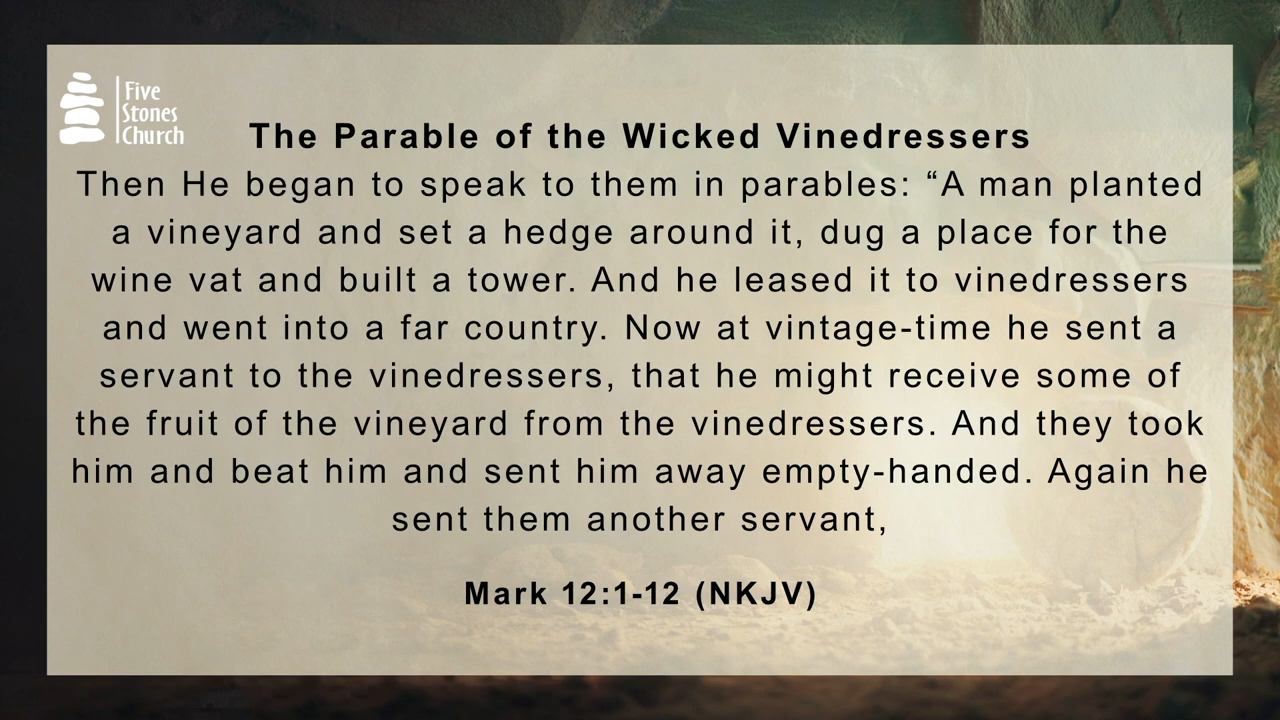 Five
Stones
Church
The Parable of the Wicked Vinedressers
Then He began to speak to them in parables: “A man planted
a vineyard and set a hedge around it, dug a place for the
wine vat and built a tower. And he leased it to vinedressers
and went into a far country. Now at vintage-time he sent a
servant to the vinedressers, that he might receive some of
the fruit of the vineyard from the vinedressers. And they took
him and beat him and sent him away empty-handed. Again he
sent them another servant,
Mark 12:1-12 (NKJV)